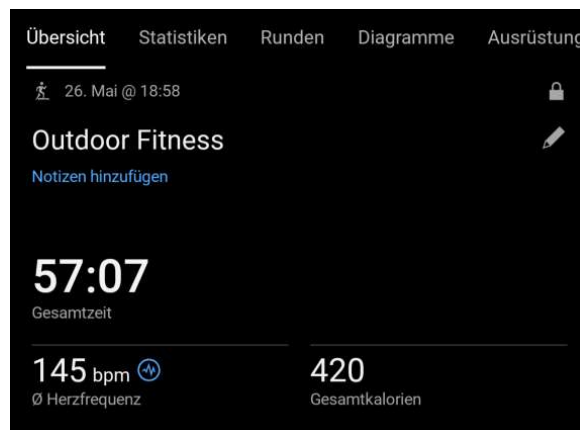 Übersicht Statistiken Runden Diagramme Ausrüstung
26. Mai @ 18:58
Outdoor Fitness
Notizen hinzufügen
57:07
Gesamtzeit
145 bpm 420
Ø Herzfrequenz Gesamtkalorien